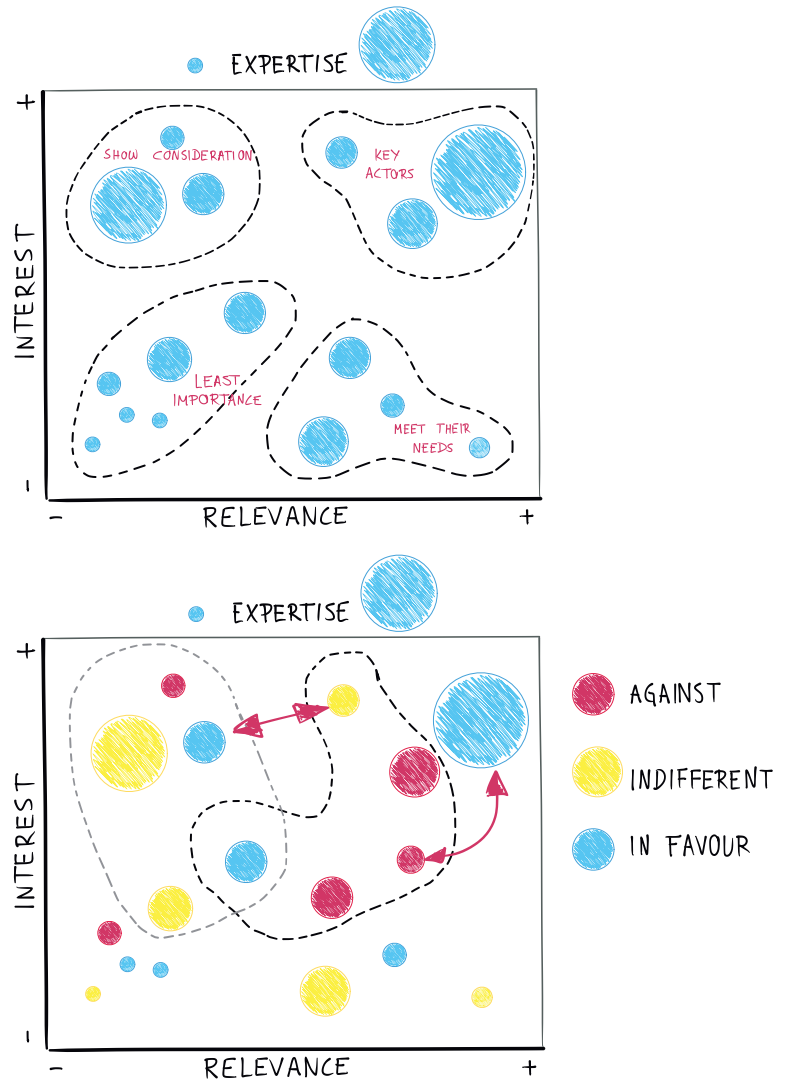 EXPERTISE
+
SHOW CONSIDERATION
KEY
ACTORS
INTEREST
LEAST
IMPORTANCE
MEET THEIR
NEEDS
-
- RELEVANCE +
EXPERTISE
+
AGAINST
INDIFFERENT
IN FAVOUR
INTEREST
-
- RELEVANCE +